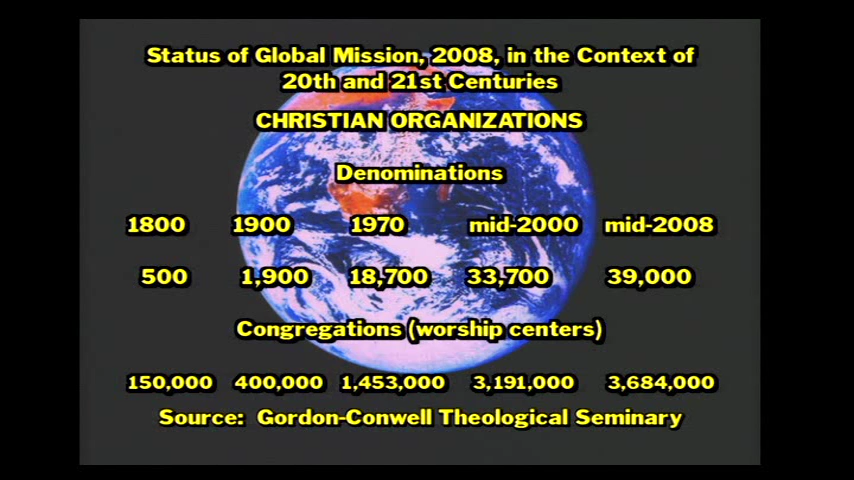 Status of Global Mission, 2008, in the Context of
20th and 21st Centuries
CHRISTIAN ORGANIZATIONS
Denominations
1800 1900 1970 mid-2000 mid-2008
500 1,900 18,700 33,700 39,000
Congregations (worship centers)
150,000 400,000 1,453,000 3,191,000 3,684,000
Source: Gordon-Conwell Theological Seminary